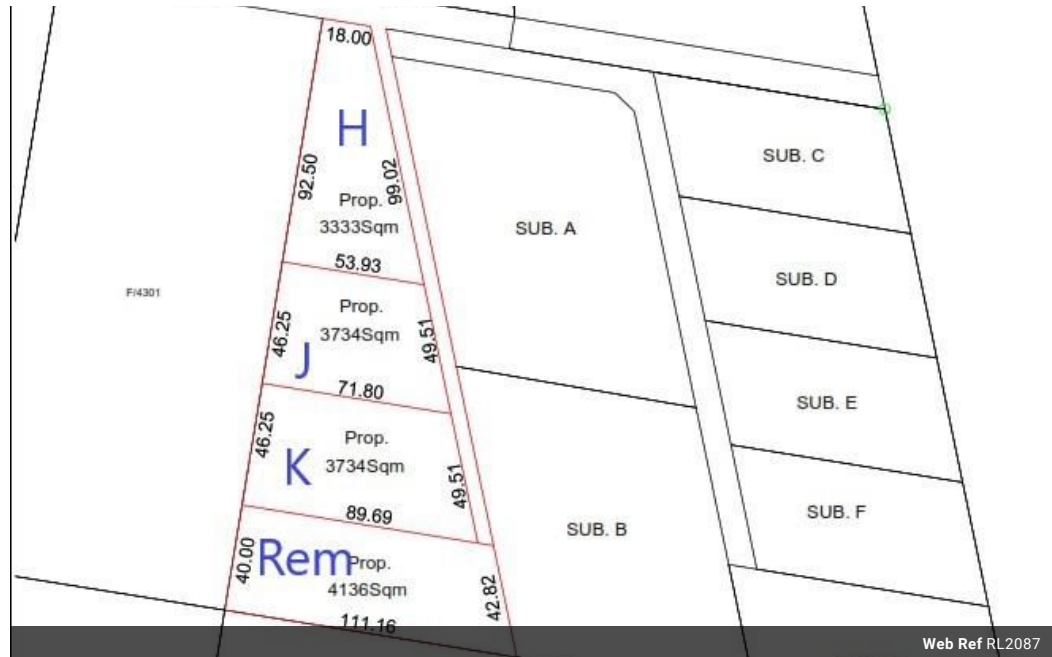 18.00
H
92.50
99.02
Prop.
3333Sqm
53.93
F/4301
Prop.
3734Sqm
46.25
49.51
J
71.80
46.25
Prop.
K
3734Sqm
49.51
89.69
40.00
Rem
Prop.
4136Sqm
42.82
111.16
SUB. A
SUB. B
SUB. C
SUB. D
SUB. E
SUB. F
Web Ref RL2087